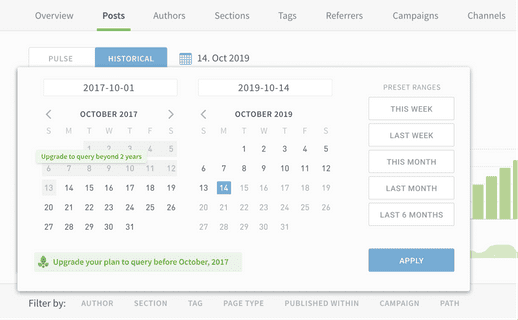 Overview Posts Authors Sections Tags Referrers Campaigns Channels
PULSE HISTORICAL 14. Oct 2019
2017-10-01 2019-10-14 PRESET RANGES
OCTOBER 2017 OCTOBER 2019 THIS WEEK
S M T W T F S S M T W T F S
1 2 3 4 5 1 2 3 4 5 LAST WEEK
Upgrade to query beyond 2 years
6 7 8 9 10 11 12 6 7 8 9 10 11 12 THIS MONTH
13 14 15 16 17 18 19 13 14 15 16 17 18 19 LAST MONTH
20 21 22 23 24 25 26 20 21 22 23 24 25 26 LAST 6 MONTHS
27 28 29 30 31 27 28 29 30 31
Upgrade your plan to query before October, 2017 APPLY
Filter by: AUTHOR SECTION TAG PAGE TYPE PUBLISHED WITHIN CAMPAIGN PATH